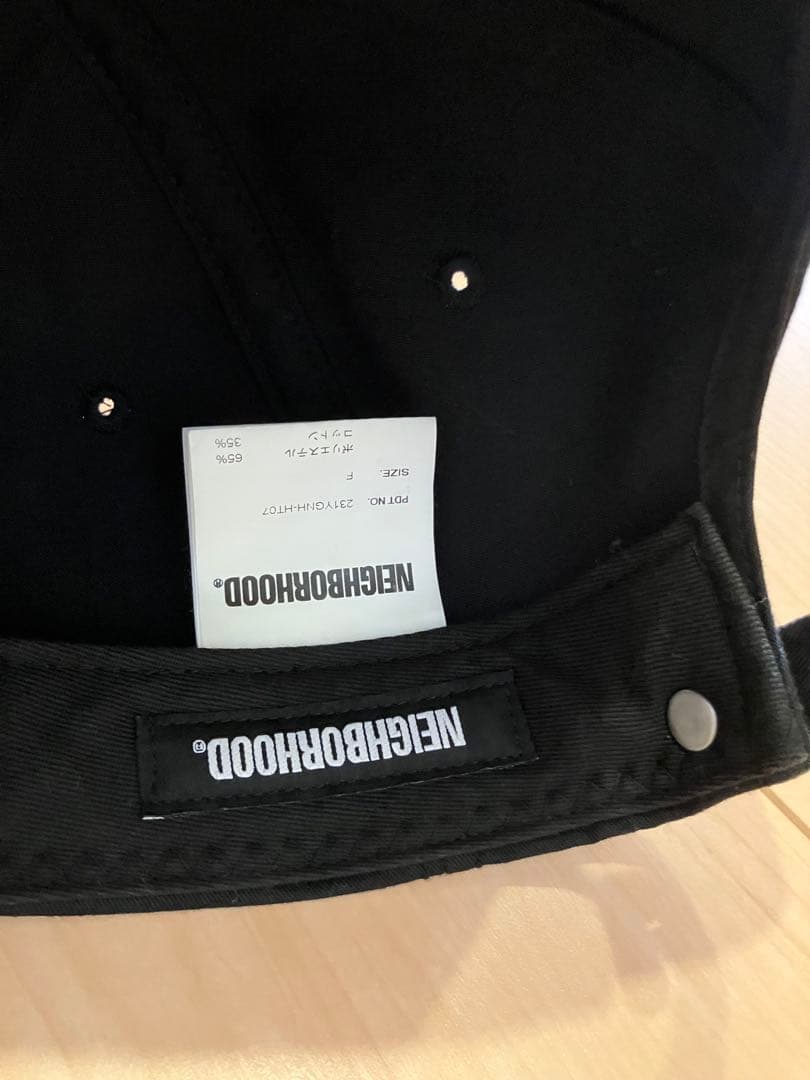 NEIGHBORHOOD®
NEIGHBORHOOD®
PDT NO. 231YGNH-HT07
SIZE. F
ポリエステル 65%
コットン 35%